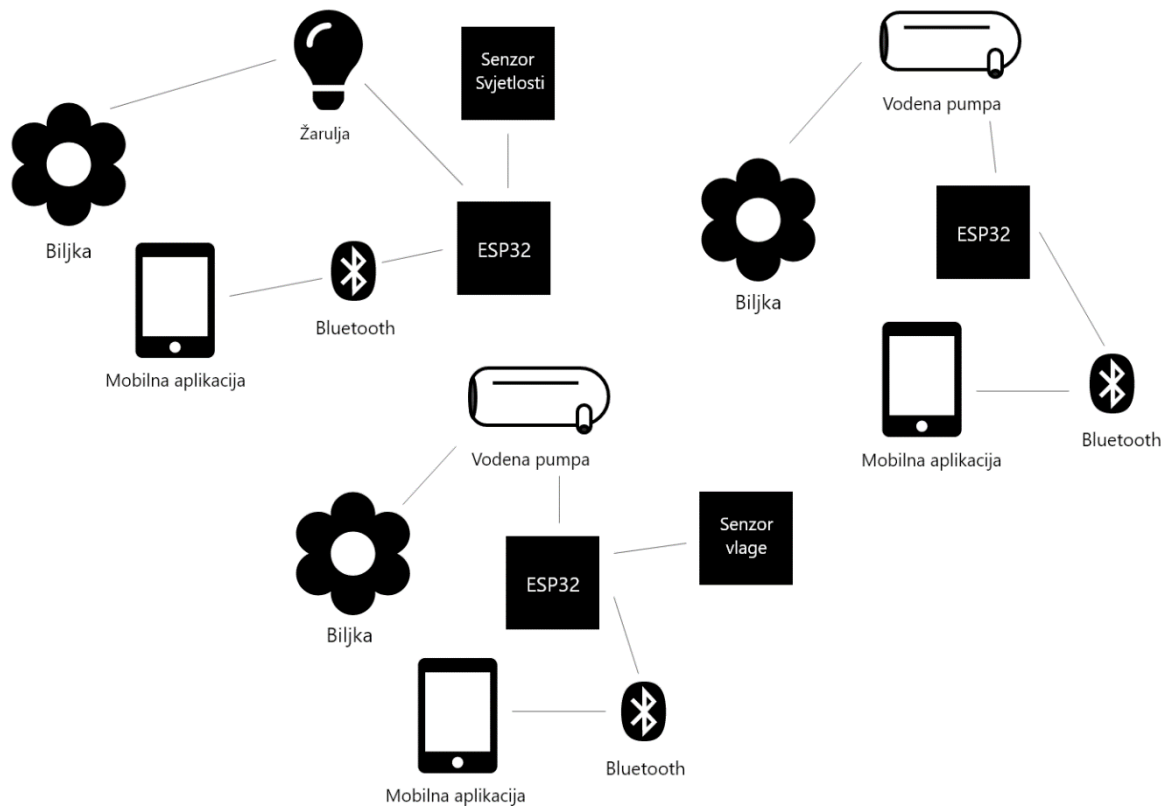 Senzor
Svjetlosti
Žarulja
Biljka
ESP32
Bluetooth
Mobilna aplikacija
Vodena pumpa
ESP32
Biljka
Bluetooth
Mobilna aplikacija
Vodena pumpa
Senzor
vlage
ESP32
Biljka
Bluetooth
Mobilna aplikacija